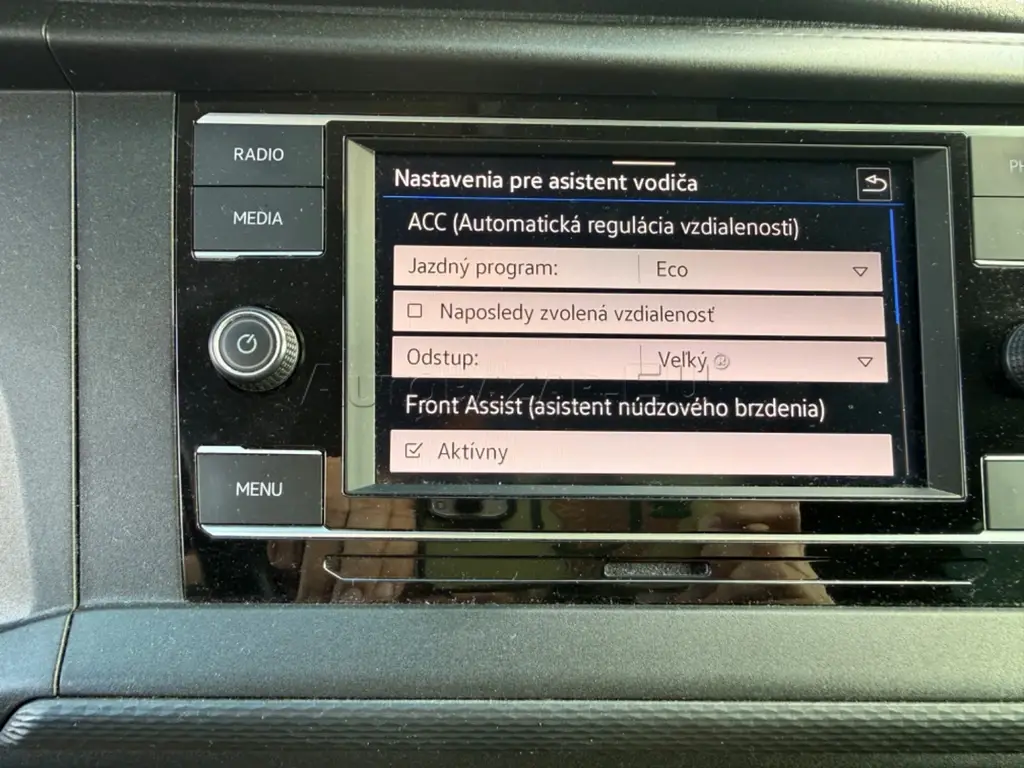 RADIO
MEDIA
MENU
Nastavenia pre asistent vodiča
ACC (Automatická regulácia vzdialenosti)
Jazdný program: Eco
Naposledy zvolená vzdialenosť
Odstup: Veľký
Front Assist (asistent núdzového brzdenia)
Aktívny
PH